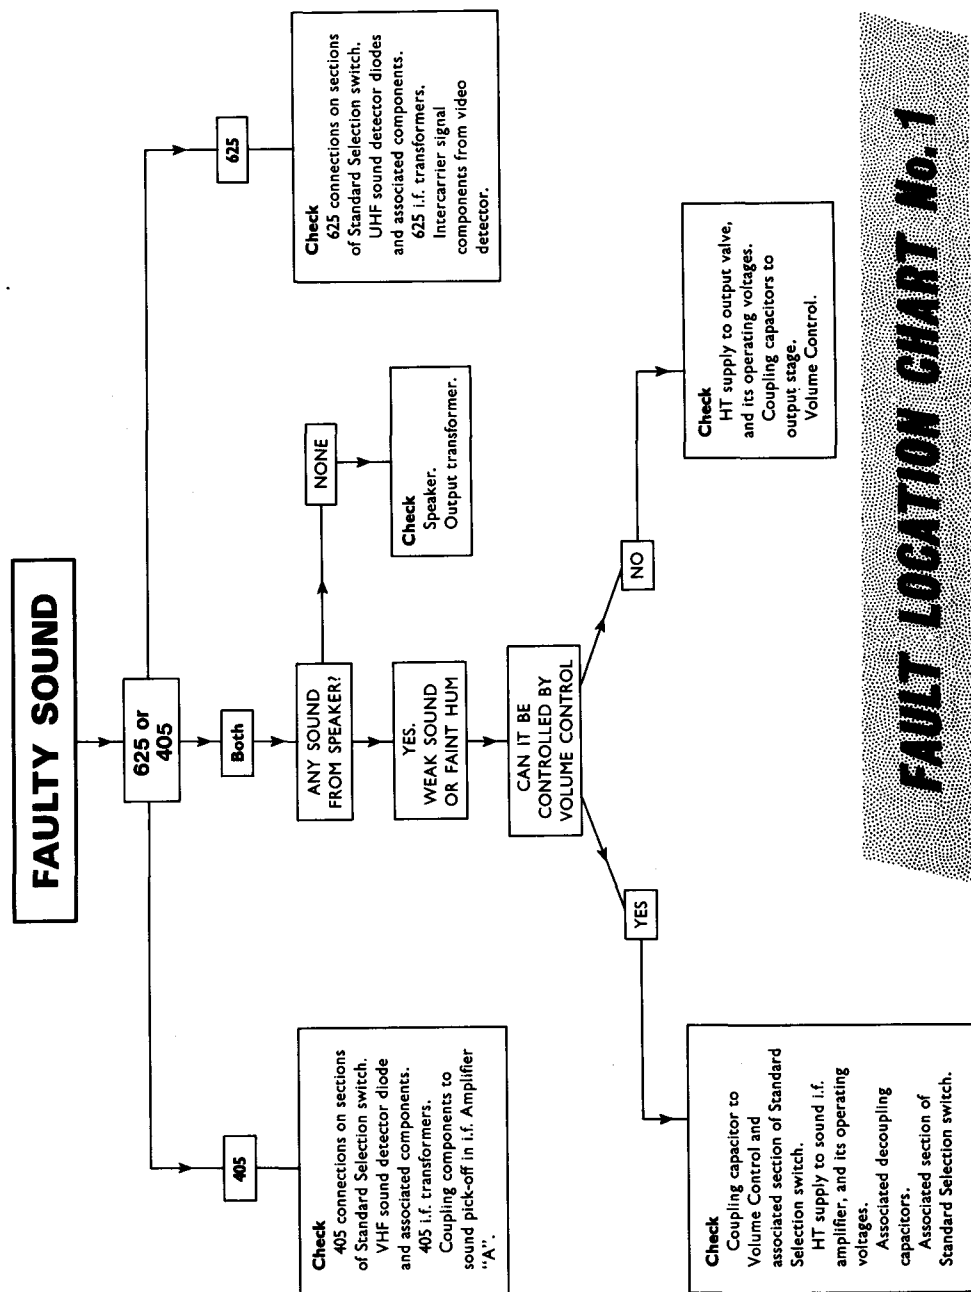 FAULTY SOUND
625 or
405
405
Check
405 connections on sections
of Standard Selection switch.
VHF sound detector diode
and associated components.
405 i.f. transformers.
Coupling components to
sound pick-off in i.f. Amplifier
“A”.
Both
625
Check
625 connections on sections
of Standard Selection switch.
UHF sound detector diodes
and associated components.
625 i.f. transformers.
Intercarrier signal
components from video
detector.
ANY SOUND
FROM SPEAKER?
NONE
Check
Speaker.
Output transformer.
YES.
WEAK SOUND
OR FAINT HUM
CAN IT BE
CONTROLLED BY
VOLUME CONTROL
YES
Check
Coupling capacitor to
Volume Control and
associated section of Standard
Selection switch.
HT supply to sound i.f.
amplifier, and its operating
voltages.
Associated decoupling
capacitors.
Associated section of
Standard Selection switch.
NO
Check
HT supply to output valve,
and its operating voltages.
Coupling capacitors to
output stage.
Volume Control.
FAULT LOCATION CHART No. 1